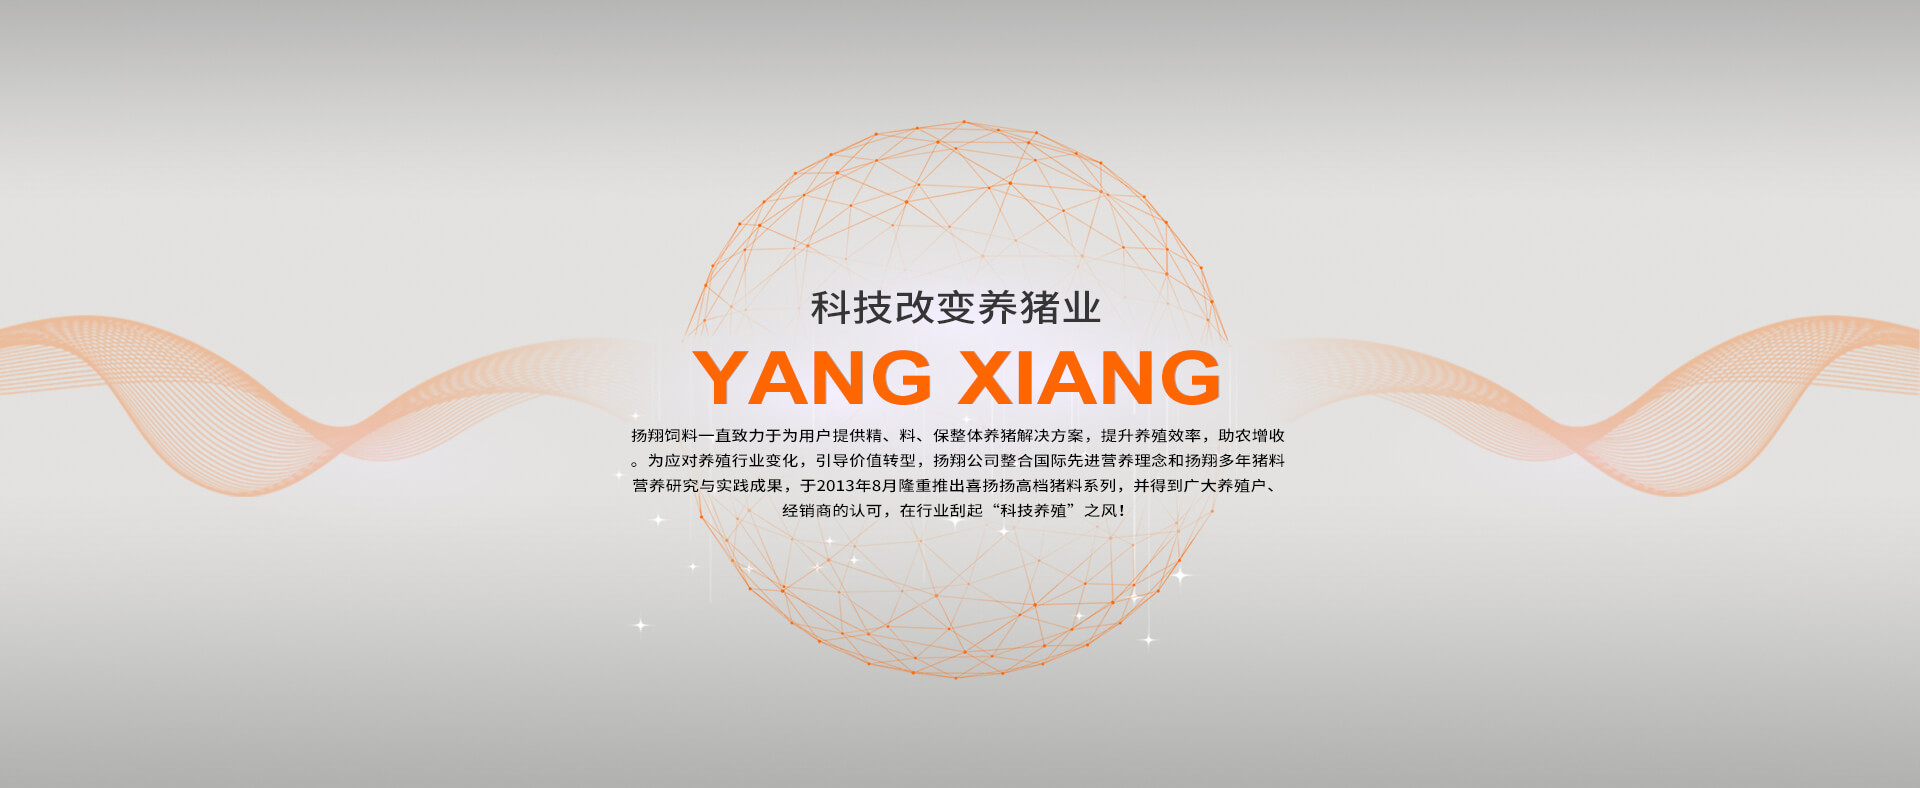 科技改变养猪业
YANG XIANG
扬翔饲料一直致力于为用户提供精、料、保整体养猪解决方案，提升养殖效率，助农增收
。为应对养殖行业变化，引导价值转型，扬翔公司整合国际先进营养理念和扬翔多年猪料
营养研究与实践成果，于2013年8月隆重推出喜扬扬高档猪料系列，并得到广大养殖户、
经销商的认可，在行业刮起“科技养殖”之风！